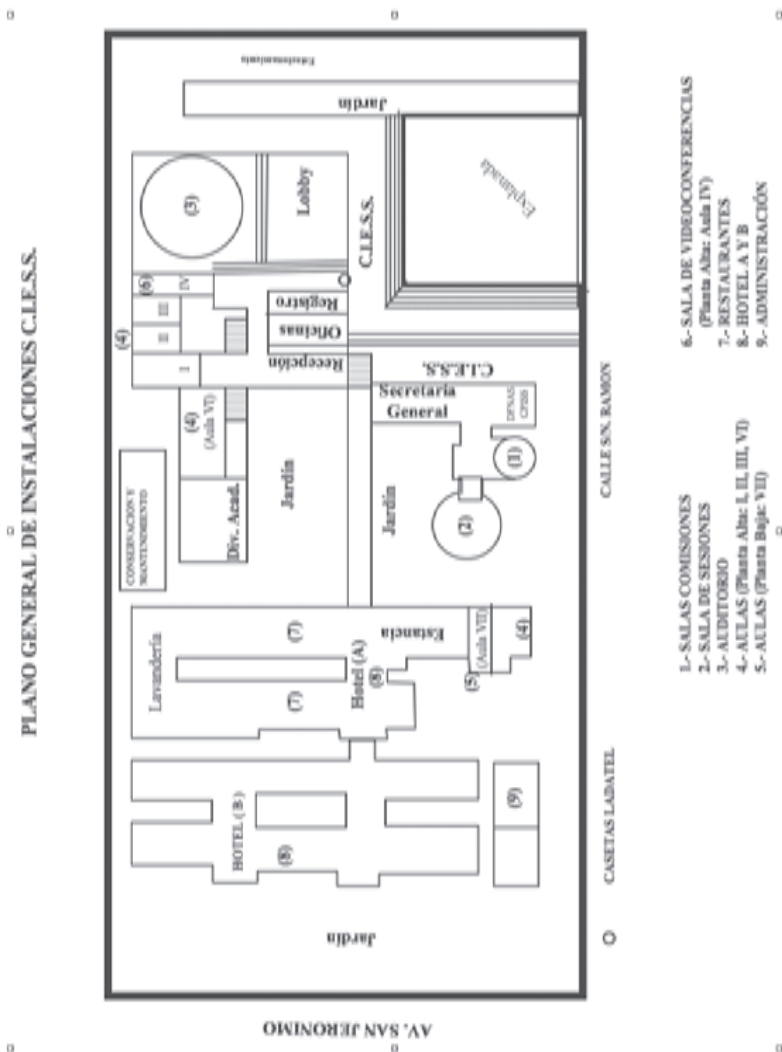 PLANO GENERAL DE INSTALACIONES C.I.E.S.S.
Estacionamiento
Jardín
Explanada
(3)
Lobby
C.I.E.S.S.
(6)
IV
III
II
I
(4)
Registro
Oficinas
Recepción
C.I.E.S.S.
Secretaría
General
(1)
(2)
(4)
(Aula VI)
Div. Acad.
CONSERVACION Y
MANTENIMIENTO
Jardín
Jardín
Lavandería
(7)
(7)
Estancia
Hotel (A)
(8)
(Aula VII)
(4)
(5)
HOTEL ( B )
(8)
(9)
Jardín
AV. SAN JERONIMO
CALLE S/N. RAMON
CASETAS LADATEL
1.- SALAS COMISIONES
2.- SALA DE SESIONES
3.- AUDITORIO
4.- AULAS (Planta Alta: I, II, III, VI)
5.- AULAS (Planta Baja: VII)
6.- SALA DE VIDEOCONFERENCIAS
(Planta Alta: Aula IV)
7.- RESTAURANTES
8.- HOTEL A Y B
9.- ADMINISTRACIÓN